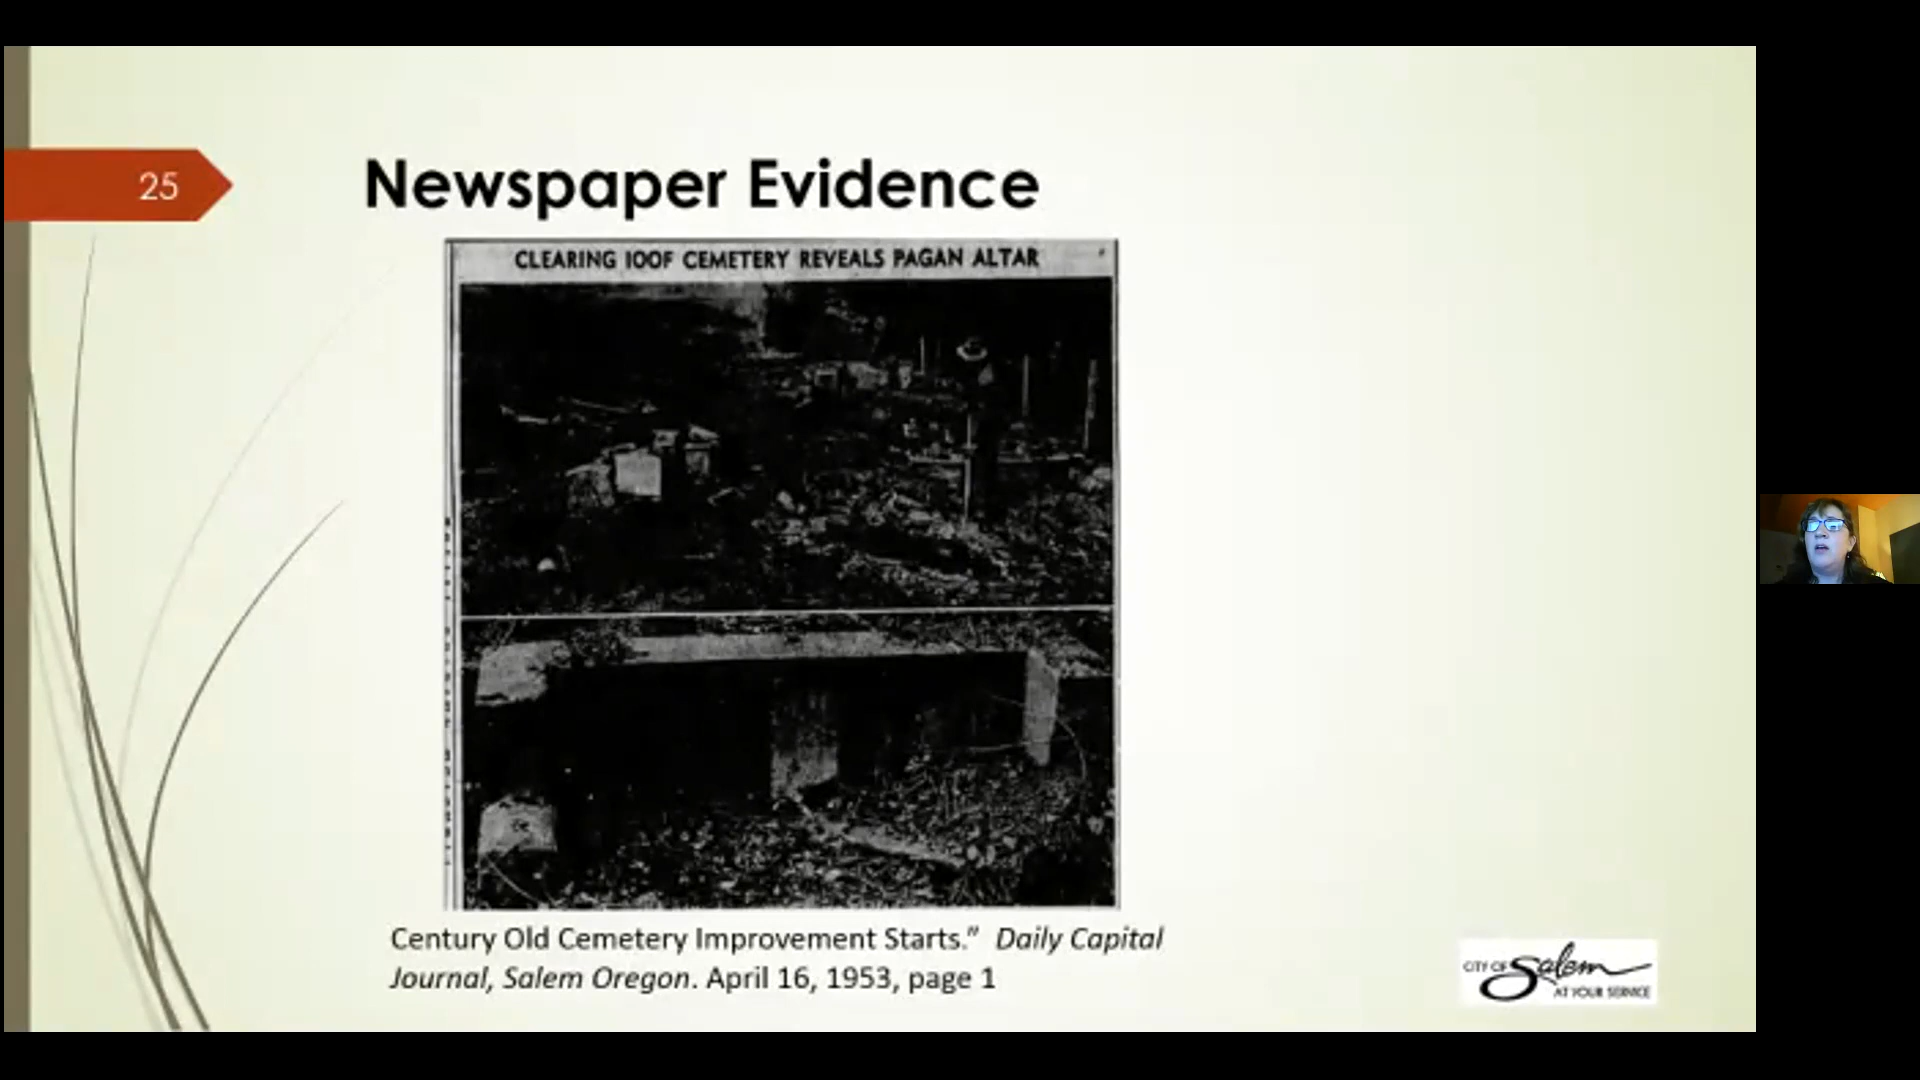 25
Newspaper Evidence
CLEARING IOOF CEMETERY REVEALS PAGAN ALTAR
Century Old Cemetery Improvement Starts.” Daily Capital
Journal, Salem Oregon. April 16, 1953, page 1
CITY OF Salem
AT YOUR SERVICE